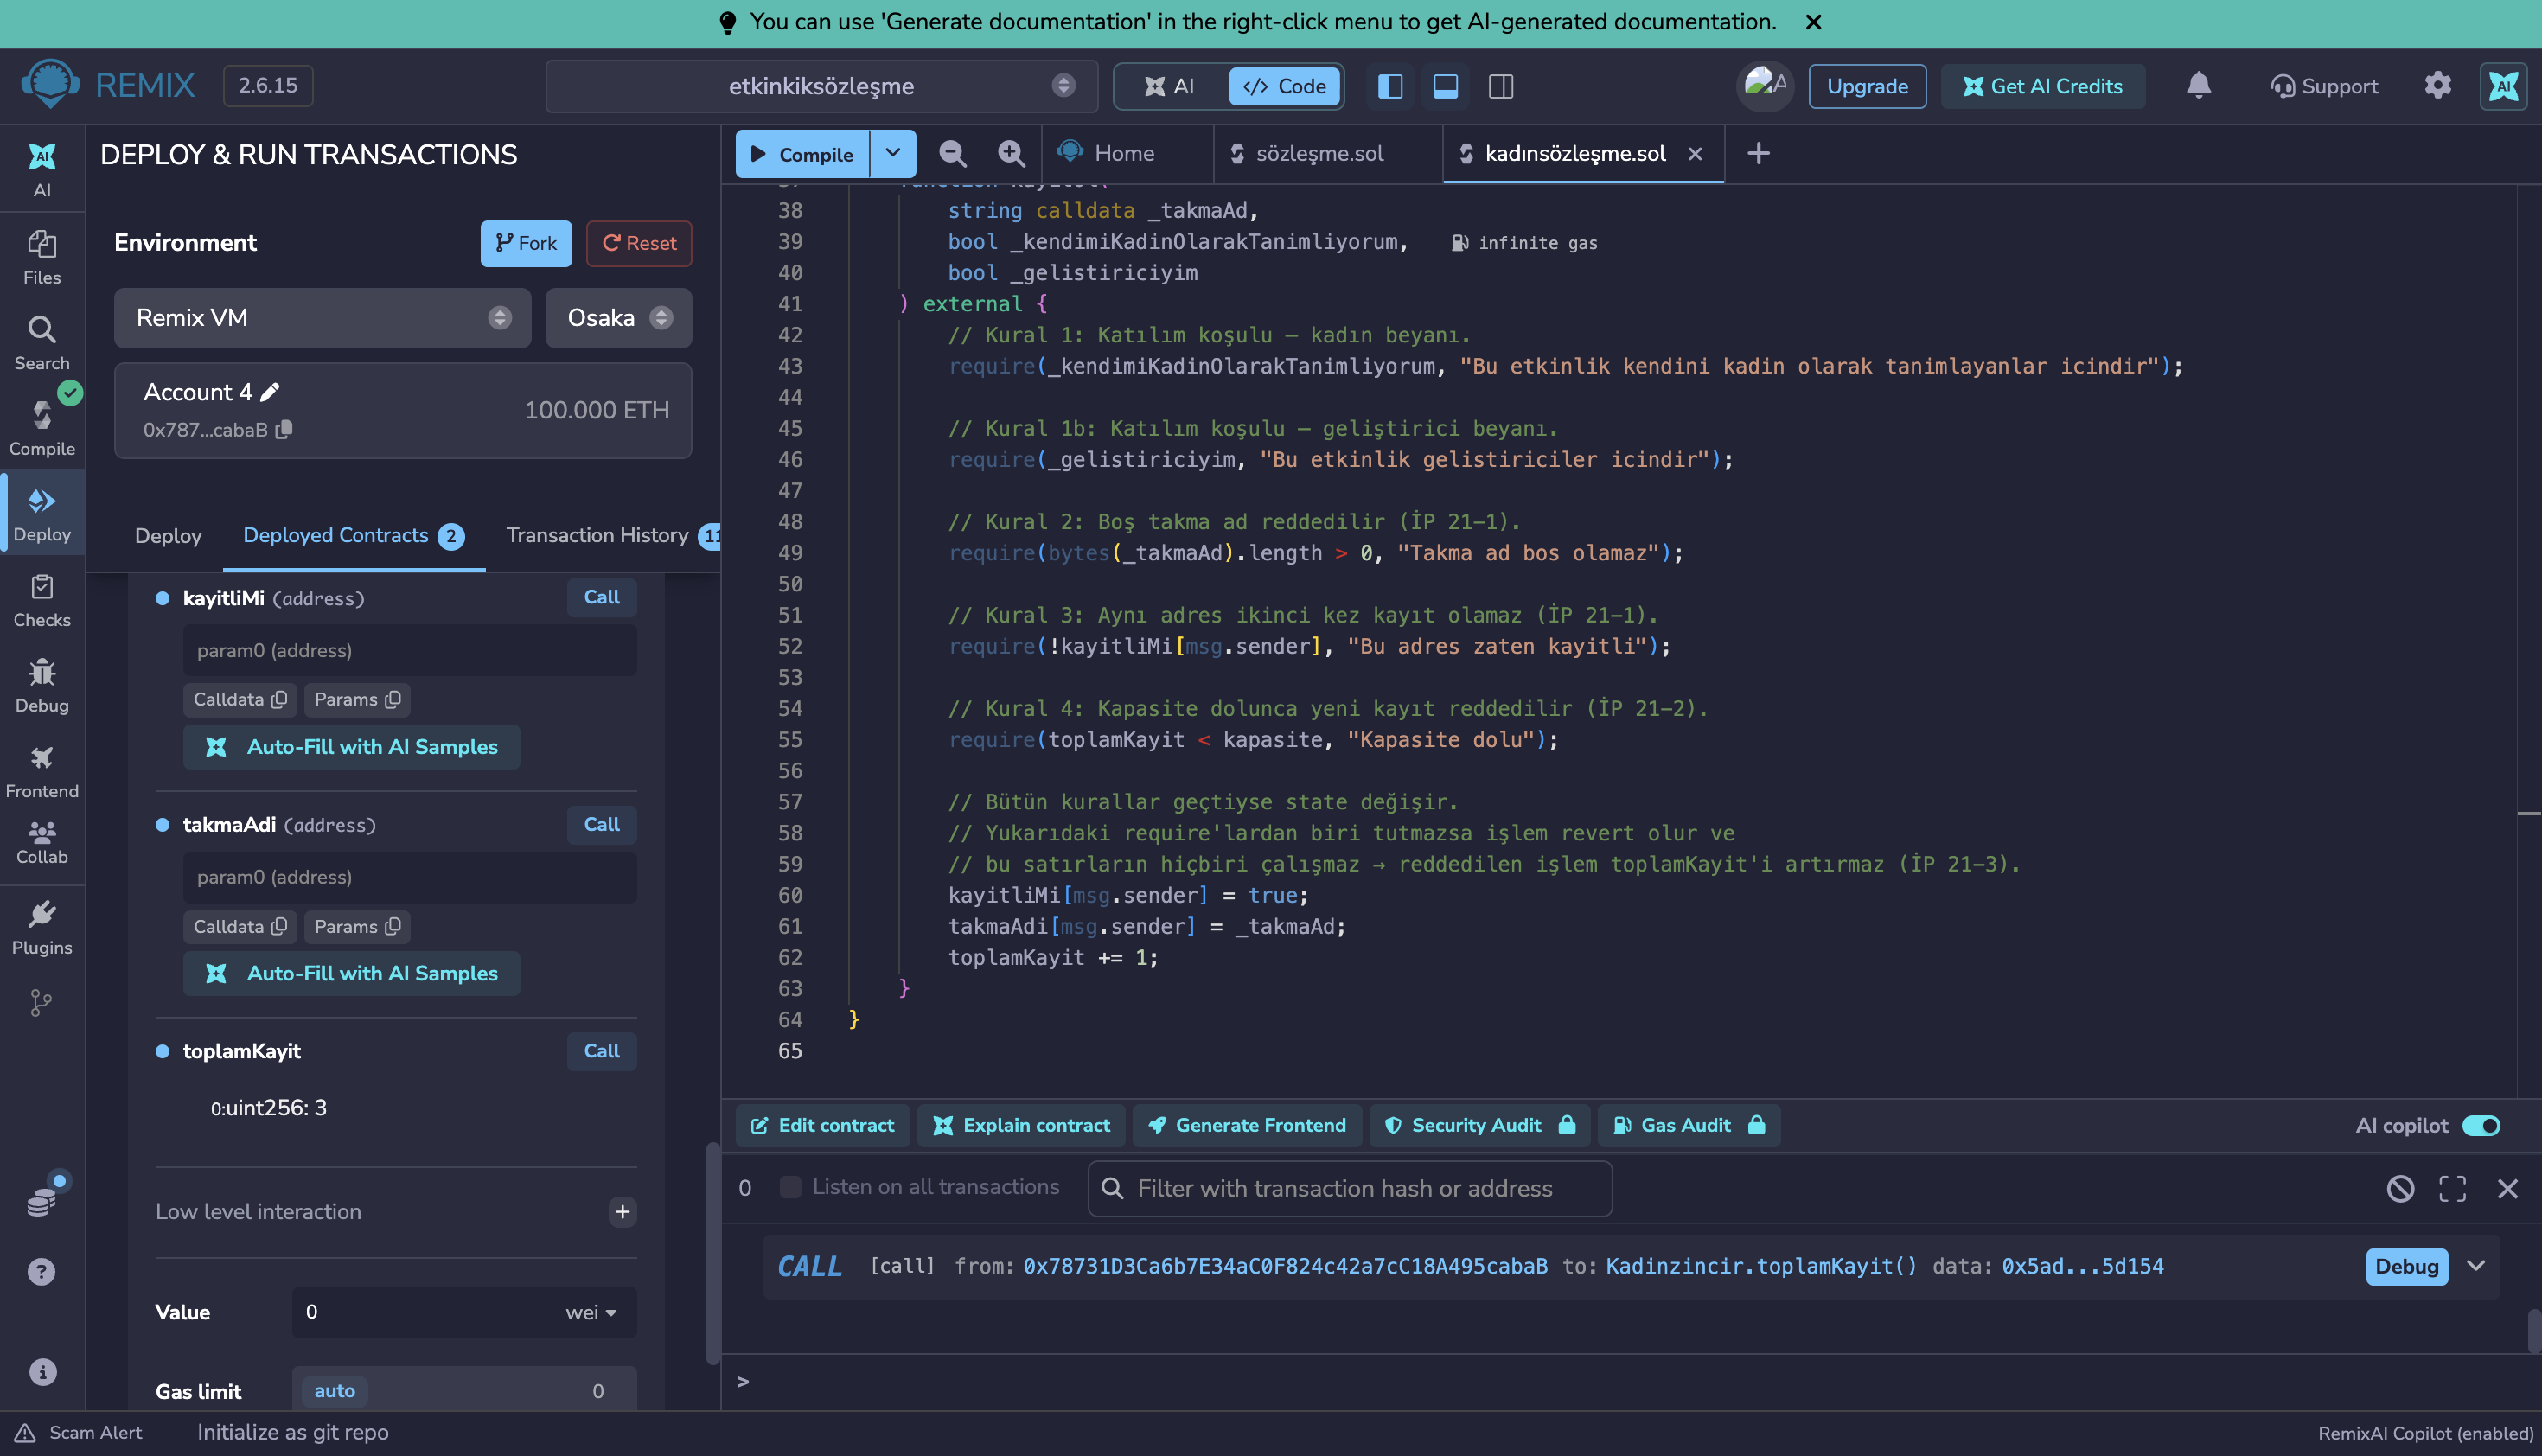 You can use 'Generate documentation' in the right-click menu to get AI-generated documentation.
REMIX 2.6.15
etkinkiksözleşme
AI
Code
Upgrade
Get AI Credits
Support
AI
AI
AI
Files
Search
Compile
Deploy
Checks
Debug
Frontend
Collab
Plugins
DEPLOY & RUN TRANSACTIONS
Environment
Fork
Reset
Remix VM
Osaka
Account 4
0x787...cabaB
100.000 ETH
Deploy
Deployed Contracts 2
Transaction History 11
kayitliMi (address)
Call
param0 (address)
Calldata
Params
Auto-Fill with AI Samples
takmaAdi (address)
Call
param0 (address)
Calldata
Params
Auto-Fill with AI Samples
toplamKayit
Call
0:uint256: 3
Low level interaction
Value
0
wei
Gas limit
auto
0
Compile
Home
sözleşme.sol
kadınsözleşme.sol
38 string calldata _takmaAd,
39 bool _kendimiKadinOlarakTanimliyorum, infinite gas
40 bool _gelistiriciyim
41 ) external {
42 // Kural 1: Katılım koşulu — kadın beyanı.
43 require(_kendimiKadinOlarakTanimliyorum, "Bu etkinlik kendini kadin olarak tanimlayanlar icindir");
44
45 // Kural 1b: Katılım koşulu — geliştirici beyanı.
46 require(_gelistiriciyim, "Bu etkinlik gelistiriciler icindir");
47
48 // Kural 2: Boş takma ad reddedilir (İP 21-1).
49 require(bytes(_takmaAd).length > 0, "Takma ad bos olamaz");
50
51 // Kural 3: Aynı adres ikinci kez kayıt olamaz (İP 21-1).
52 require(!kayitliMi[msg.sender], "Bu adres zaten kayitli");
53
54 // Kural 4: Kapasite dolunca yeni kayıt reddedilir (İP 21-2).
55 require(toplamKayit < kapasite, "Kapasite dolu");
56
57 // Bütün kurallar geçtiyse state değişir.
58 // Yukarıdaki require'lardan biri tutmazsa işlem revert olur ve
59 // bu satırların hiçbiri çalışmaz → reddedilen işlem toplamKayit'i artırmaz (İP 21-3).
60 kayitliMi[msg.sender] = true;
61 takmaAdi[msg.sender] = _takmaAd;
62 toplamKayit += 1;
63 }
64 }
65
Edit contract
Explain contract
Generate Frontend
Security Audit
Gas Audit
AI copilot
0
Listen on all transactions
Filter with transaction hash or address
CALL [call] from: 0x78731D3Ca6b7E34aC0F824c42a7cC18A495cabaB to: Kadinzincir.toplamKayit() data: 0x5ad...5d154
Debug
>
Scam Alert
Initialize as git repo
RemixAI Copilot (enabled)